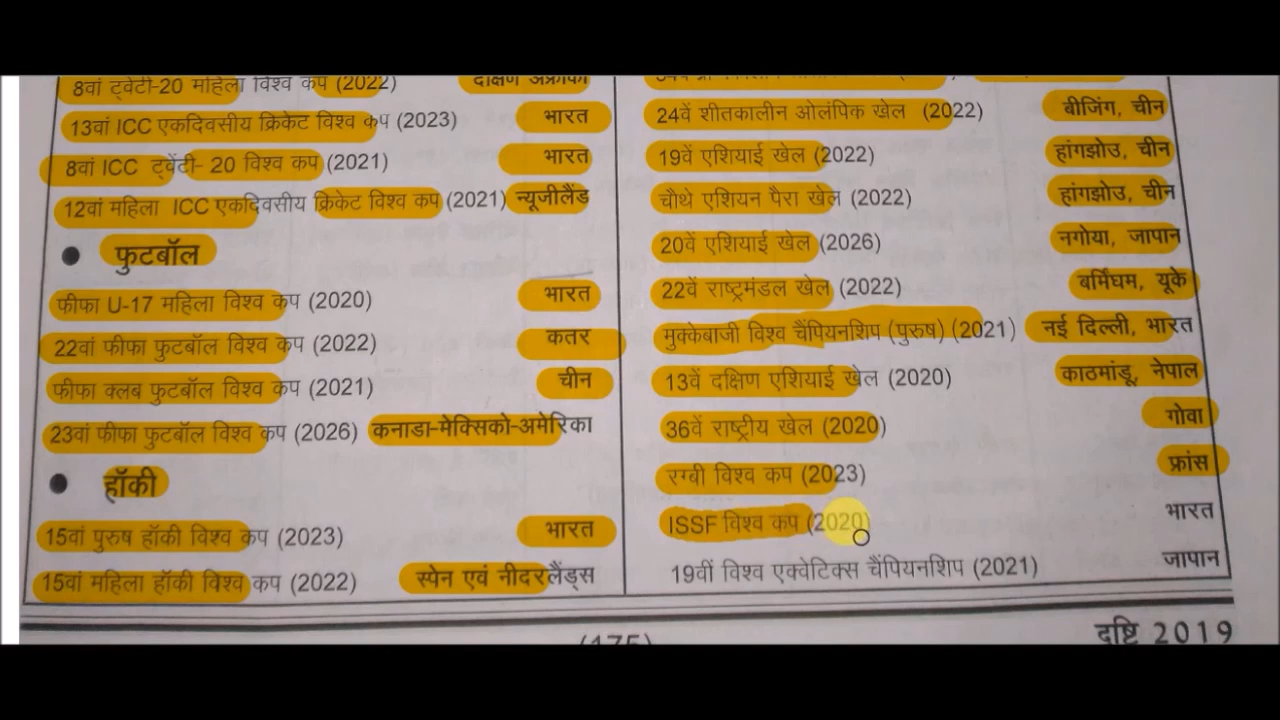 8वां ट्वेंटी-20 महिला विश्व कप (2022) दक्षिण अफ्रीका
13वां ICC एकदिवसीय क्रिकेट विश्व कप (2023) भारत
8वां ICC ट्वेंटी- 20 विश्व कप (2021) भारत
12वां महिला ICC एकदिवसीय क्रिकेट विश्व कप (2021) न्यूजीलैंड
● फुटबॉल
फीफा U-17 महिला विश्व कप (2020) भारत
22वां फीफा फुटबॉल विश्व कप (2022) कतर
फीफा क्लब फुटबॉल विश्व कप (2021) चीन
23वां फीफा फुटबॉल विश्व कप (2026) कनाडा-मेक्सिको-अमेरिका
● हॉकी
15वां पुरुष हॉकी विश्व कप (2023) भारत
15वां महिला हॉकी विश्व कप (2022) स्पेन एवं नीदरलैंड्स
24वें शीतकालीन ओलंपिक खेल (2022) बीजिंग, चीन
19वें एशियाई खेल (2022) हांगझोउ, चीन
चौथे एशियन पैरा खेल (2022) हांगझोउ, चीन
20वें एशियाई खेल (2026) नगोया, जापान
22वें राष्ट्रमंडल खेल (2022) बर्मिंघम, यूके
मुक्केबाजी विश्व चैंपियनशिप (पुरुष) (2021) नई दिल्ली, भारत
13वें दक्षिण एशियाई खेल (2020) काठमांडू, नेपाल
36वें राष्ट्रीय खेल (2020) गोवा
रग्बी विश्व कप (2023) फ्रांस
ISSF विश्व कप (2020) भारत
19वीं विश्व एक्वेटिक्स चैंपियनशिप (2021) जापान
(175)
दृष्टि 2019